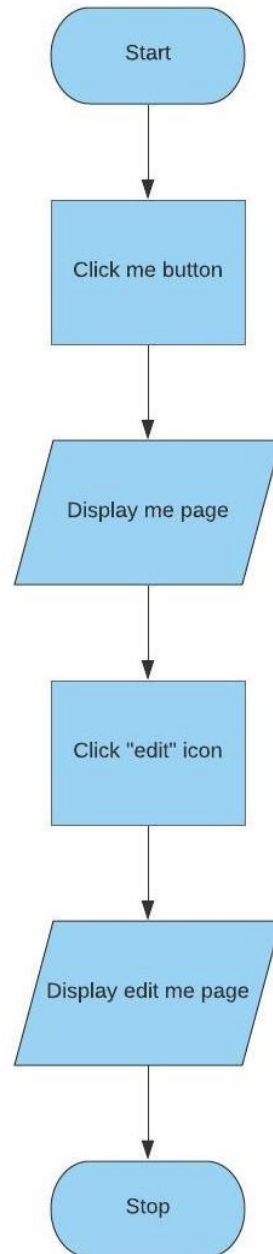 Start
Click me button
Display me page
Click "edit" icon
Display edit me page
Stop